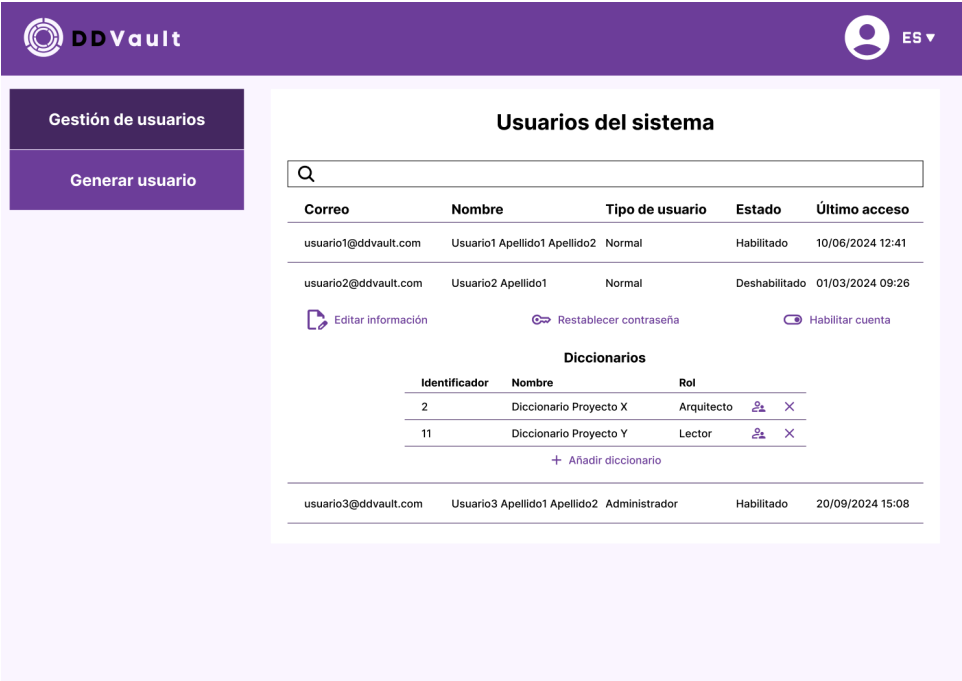 DDVault
ES ▼
Gestión de usuarios
Generar usuario
Usuarios del sistema
Correo Nombre Tipo de usuario Estado Último acceso
usuario1@ddvault.com Usuario1 Apellido1 Apellido2 Normal Habilitado 10/06/2024 12:41
usuario2@ddvault.com Usuario2 Apellido1 Normal Deshabilitado 01/03/2024 09:26
Editar información Restablecer contraseña Habilitar cuenta
Diccionarios
Identificador Nombre Rol
2 Diccionario Proyecto X Arquitecto
11 Diccionario Proyecto Y Lector
+ Añadir diccionario
usuario3@ddvault.com Usuario3 Apellido1 Apellido2 Administrador Habilitado 20/09/2024 15:08